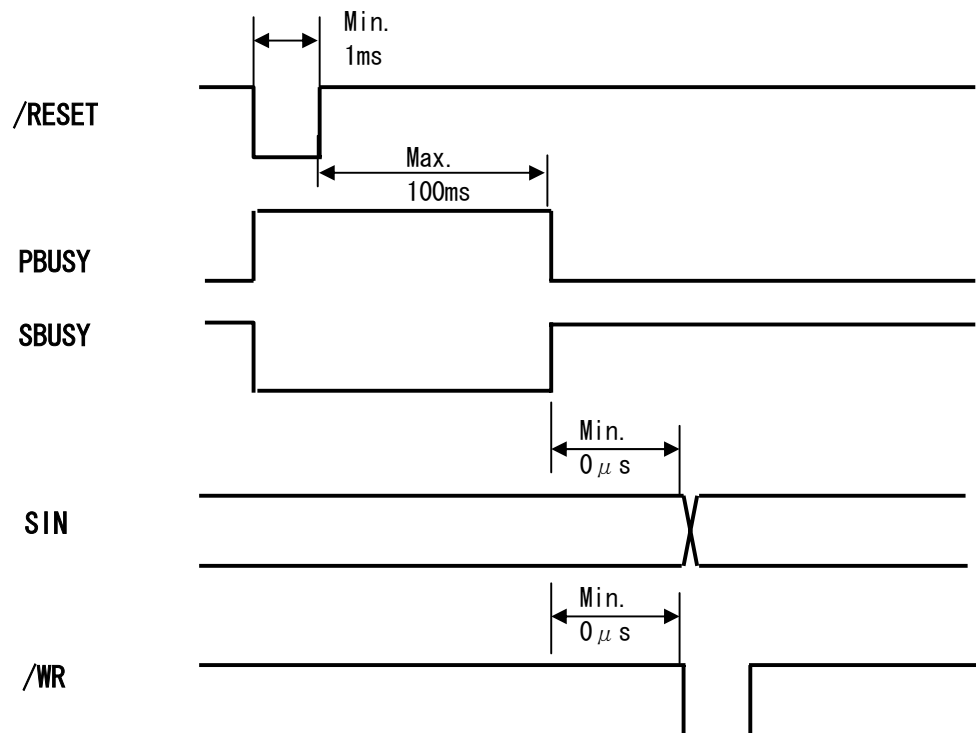 Min.
1ms
/RESET
Max.
100ms
PBUSY
SBUSY
Min.
0μs
SIN
Min.
0μs
/WR